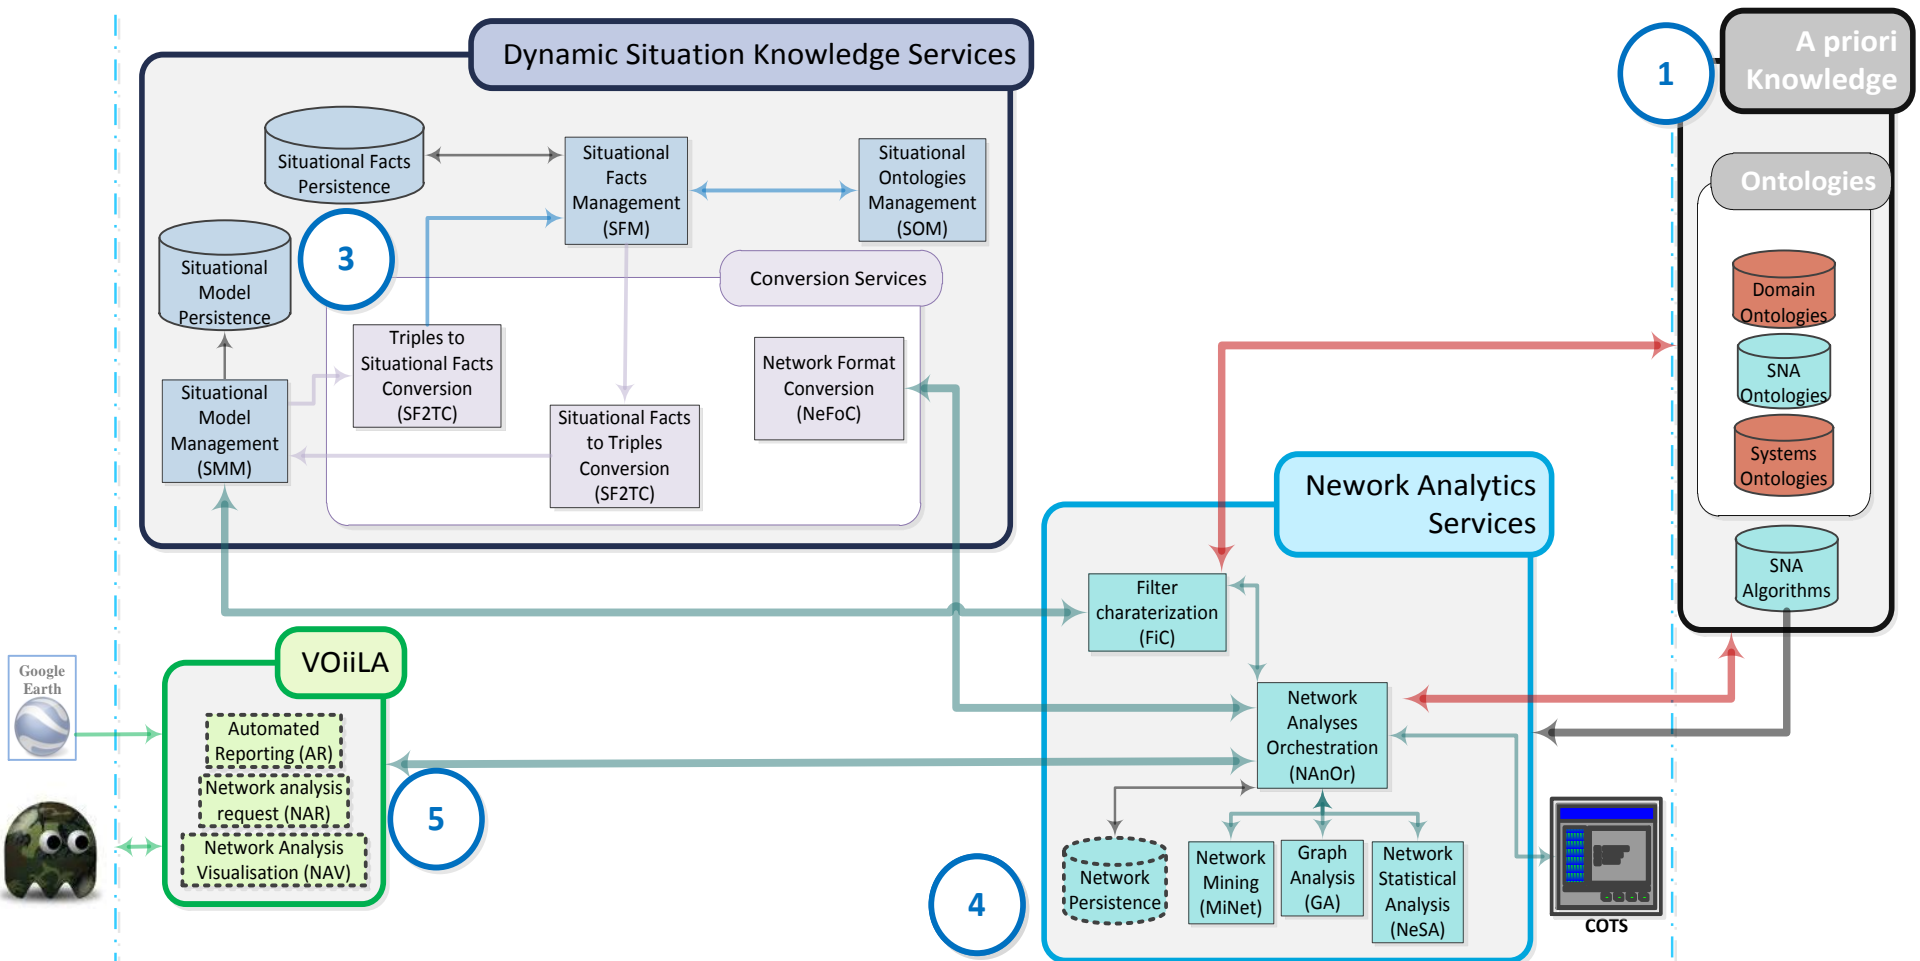 Dynamic Situation Knowledge Services
1
A priori
Knowledge
Situational Facts
Persistence
Situational
Facts
Management
(SFM)
Situational
Ontologies
Management
(SOM)
Ontologies
3
Situational
Model
Persistence
Conversion Services
Domain
Ontologies
SNA
Ontologies
Systems
Ontologies
SNA
Algorithms
Triples to
Situational Facts
Conversion
(SF2TC)
Network Format
Conversion
(NeFoC)
Situational
Model
Management
(SMM)
Situational Facts
to Triples
Conversion
(SF2TC)
Nework Analytics
Services
Filter
charaterization
(FiC)
Google
Earth
VOiiLA
Automated
Reporting (AR)
Network analysis
request (NAR)
Network Analysis
Visualisation (NAV)
5
Network
Analyses
Orchestration
(NAnOr)
4
Network
Persistence
Network
Mining
(MiNet)
Graph
Analysis
(GA)
Network
Statistical
Analysis
(NeSA)
COTS